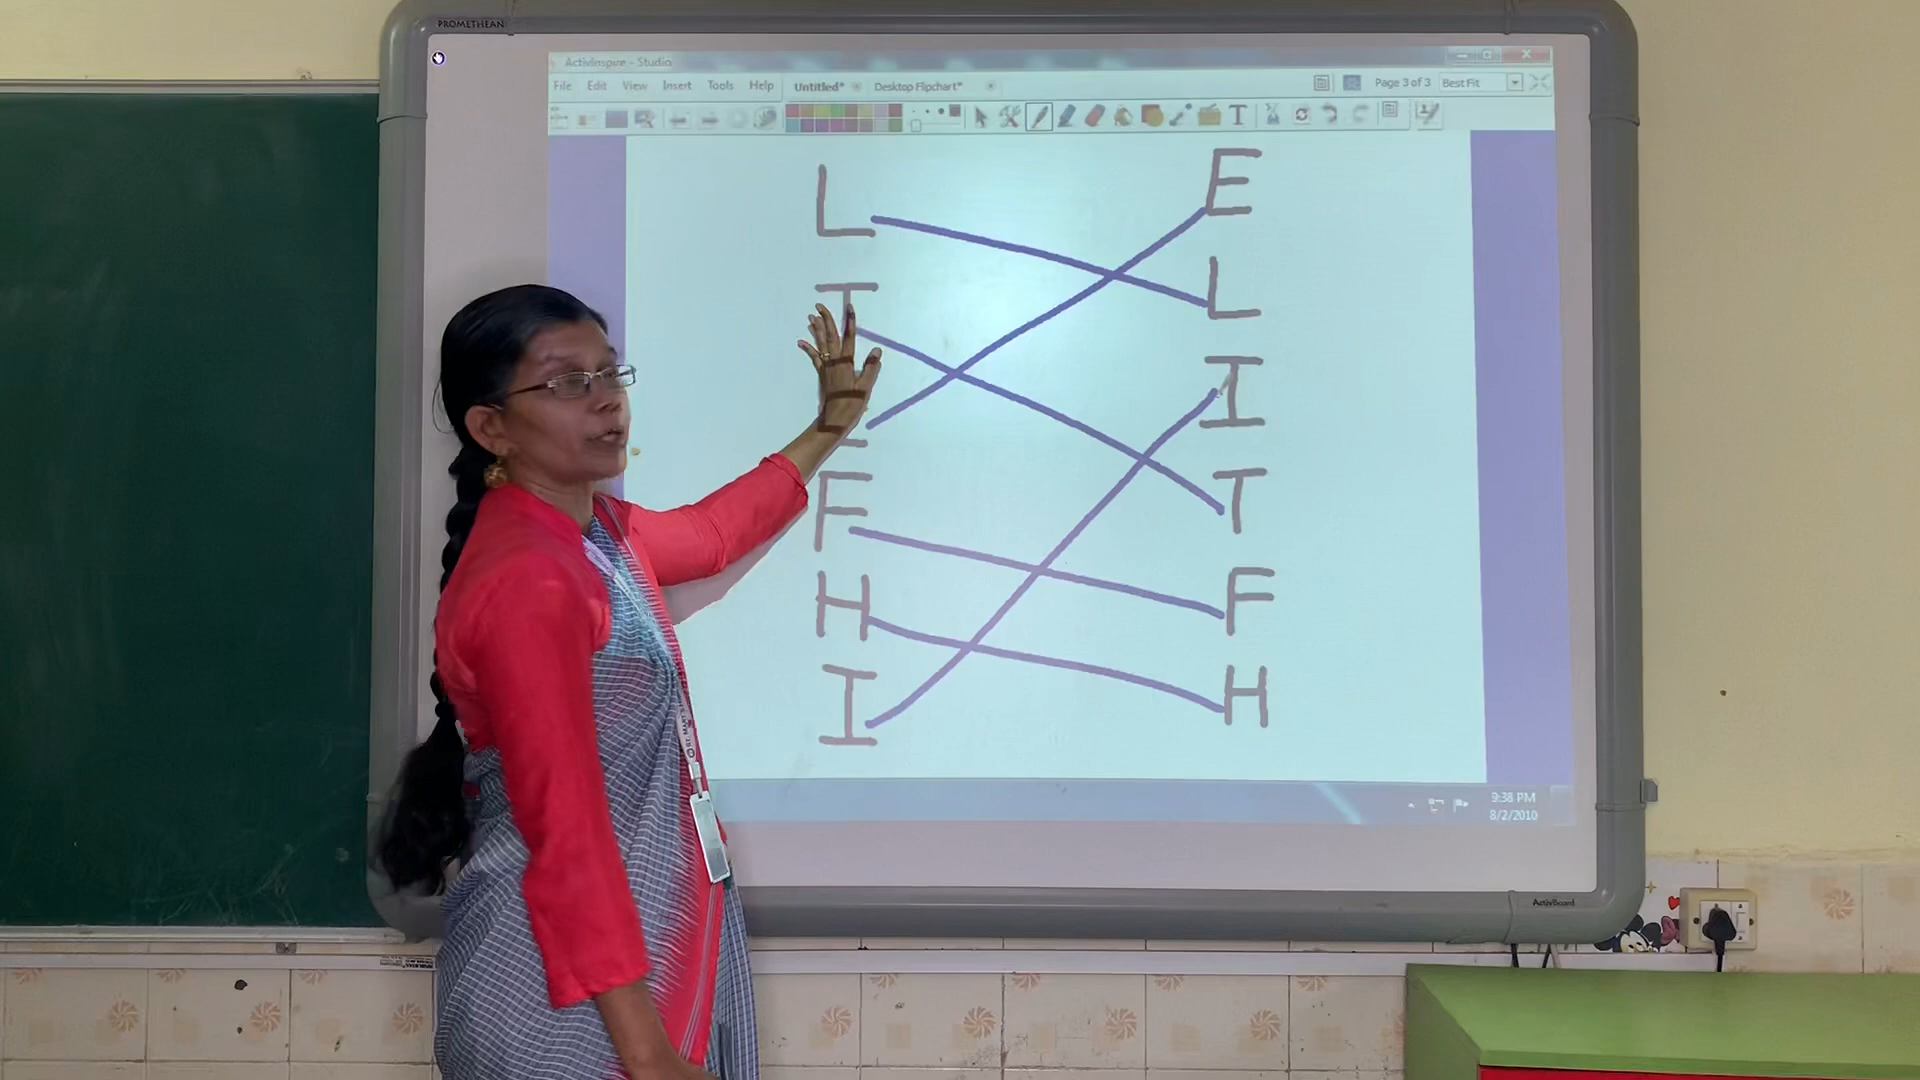 PROMETHEAN
ActivInspire - Studio
File Edit View Insert Tools Help Untitled* Desktop Flipchart* Page 3 of 3 Best Fit
T
L E
T L
I
F T
H F
I H
9:38 PM
8/2/2010
ActivBoard